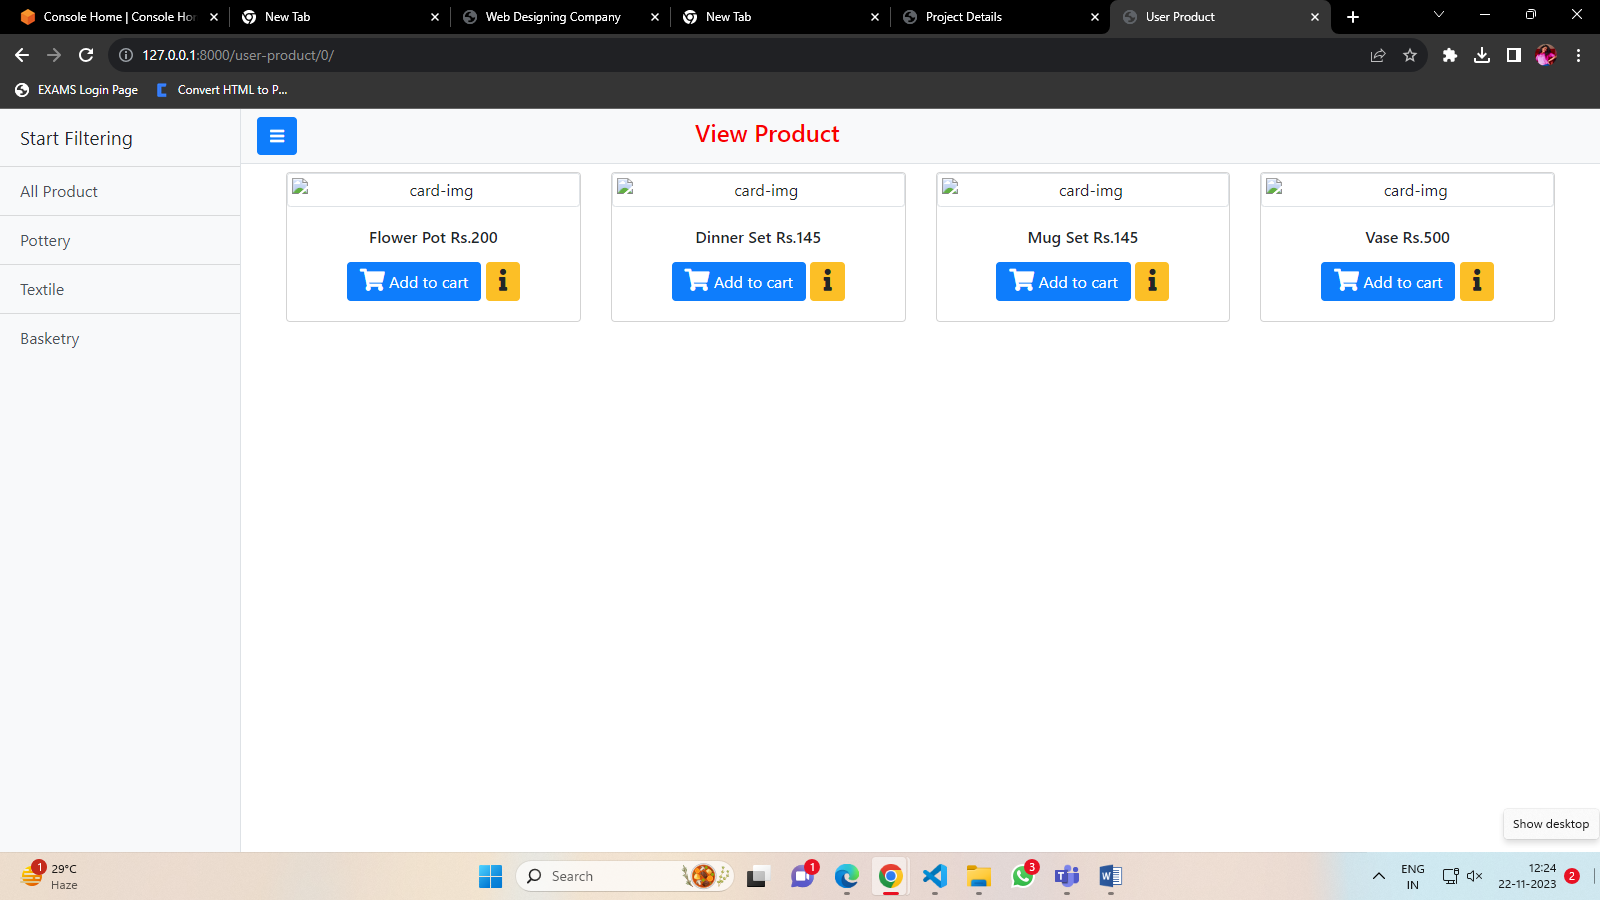 Console Home | Console Hor
New Tab
Web Designing Company
New Tab
Project Details
User Product
127.0.0.1:8000/user-product/0/
EXAMS Login Page
Convert HTML to P...
Start Filtering
All Product
Pottery
Textile
Basketry
View Product
card-img
card-img
card-img
card-img
Flower Pot Rs.200
Dinner Set Rs.145
Mug Set Rs.145
Vase Rs.500
Add to cart
Add to cart
Add to cart
Add to cart
Show desktop
1
29°C
Haze
Search
1
3
ENG
IN
12:24
22-11-2023
2